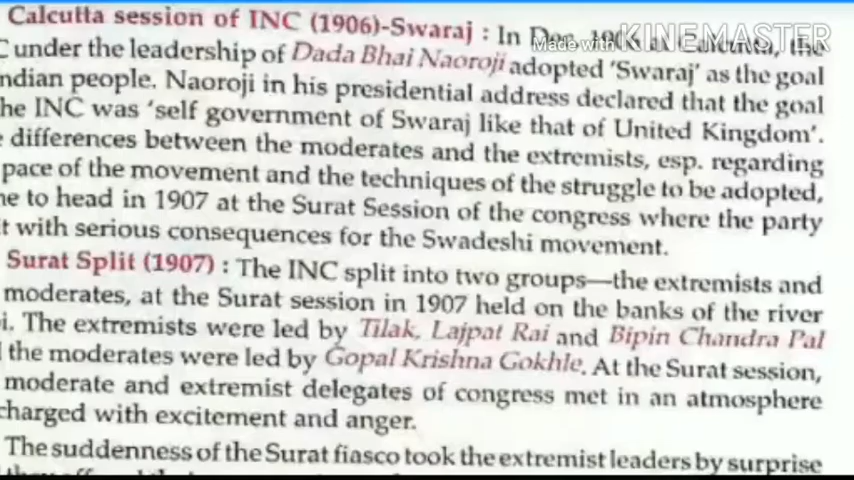 Calcutta session of INC (1906)-Swaraj : In Dec. 1906 at Calcutta, the
C under the leadership of Dada Bhai Naoroji adopted 'Swaraj' as the goal
ndian people. Naoroji in his presidential address declared that the goal
he INC was 'self government of Swaraj like that of United Kingdom'.
e differences between the moderates and the extremists, esp. regarding
pace of the movement and the techniques of the struggle to be adopted,
ne to head in 1907 at the Surat Session of the congress where the party
t with serious consequences for the Swadeshi movement.
Surat Split (1907) : The INC split into two groups—the extremists and
moderates, at the Surat session in 1907 held on the banks of the river
i. The extremists were led by Tilak, Lajpat Rai and Bipin Chandra Pal
the moderates were led by Gopal Krishna Gokhle. At the Surat session,
moderate and extremist delegates of congress met in an atmosphere
charged with excitement and anger.
The suddenness of the Surat fiasco took the extremist leaders by surprise
Made with KINEMASTER